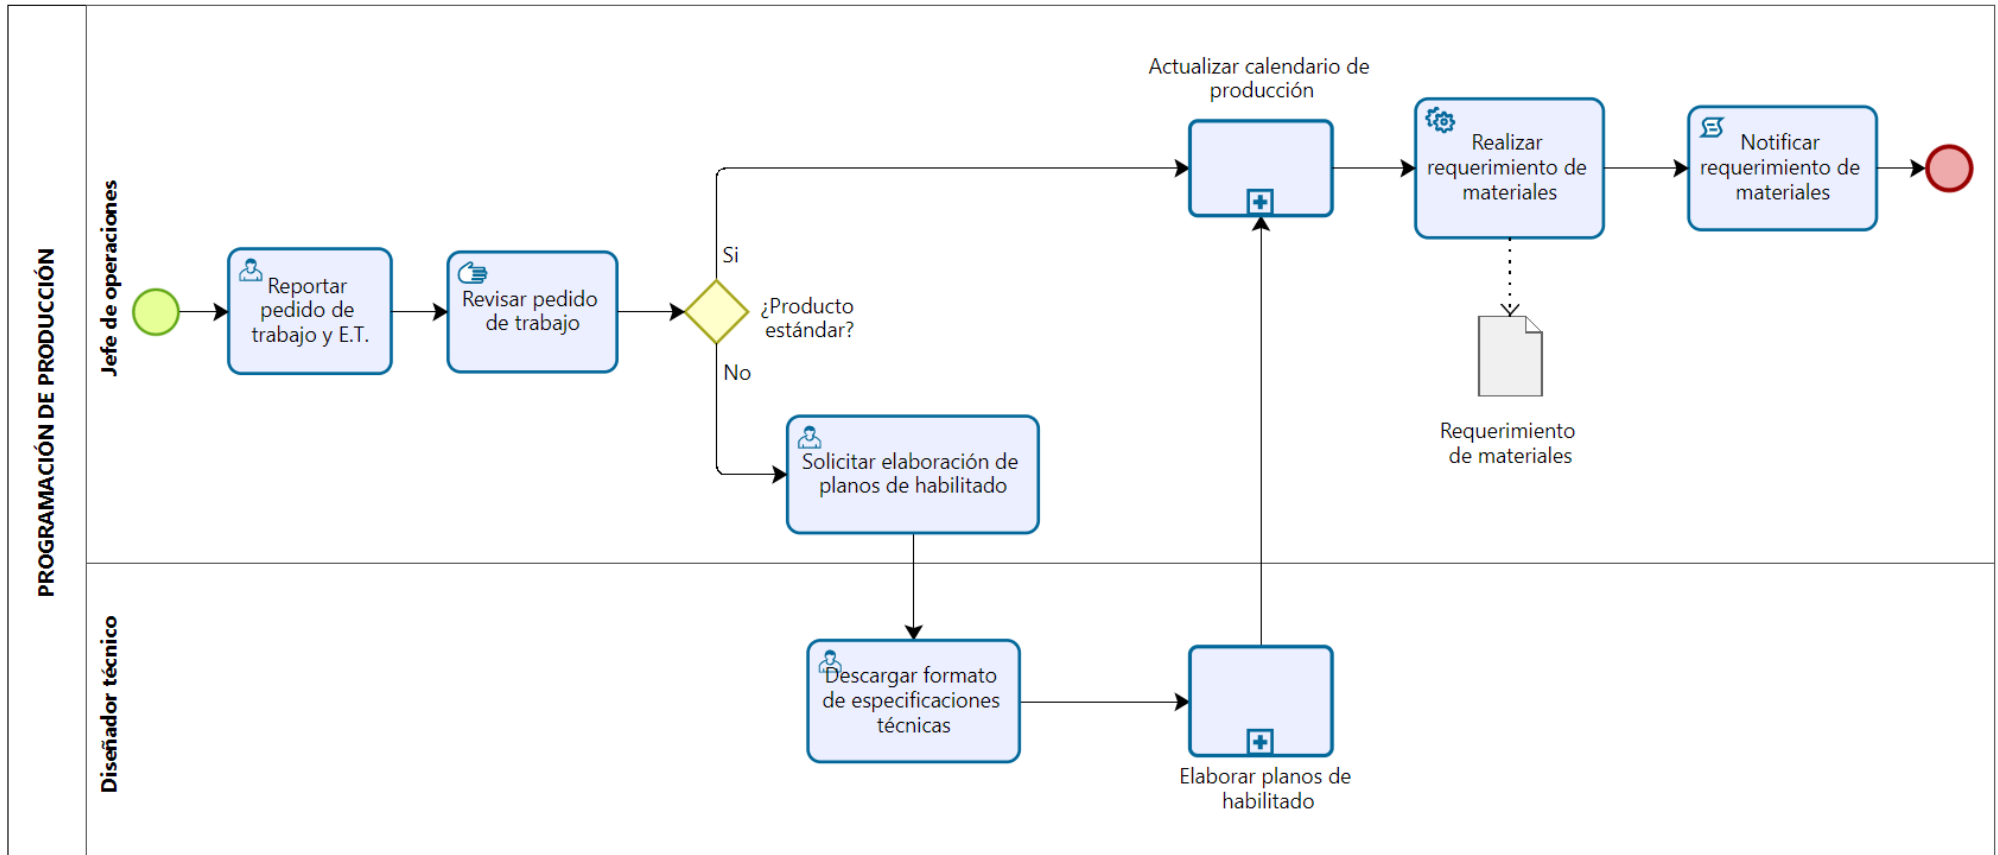 PROGRAMACIÓN DE PRODUCCIÓN
Jefe de operaciones
Reportar
pedido de
trabajo y E.T.
Revisar pedido
de trabajo
¿Producto
estándar?
Si
No
Solicitar elaboración de
planos de habilitado
Actualizar calendario de
producción
Realizar
requerimiento de
materiales
Notificar
requerimiento de
materiales
Requerimiento
de materiales
Diseñador técnico
Descargar formato
de especificaciones
técnicas
Elaborar planos de
habilitado